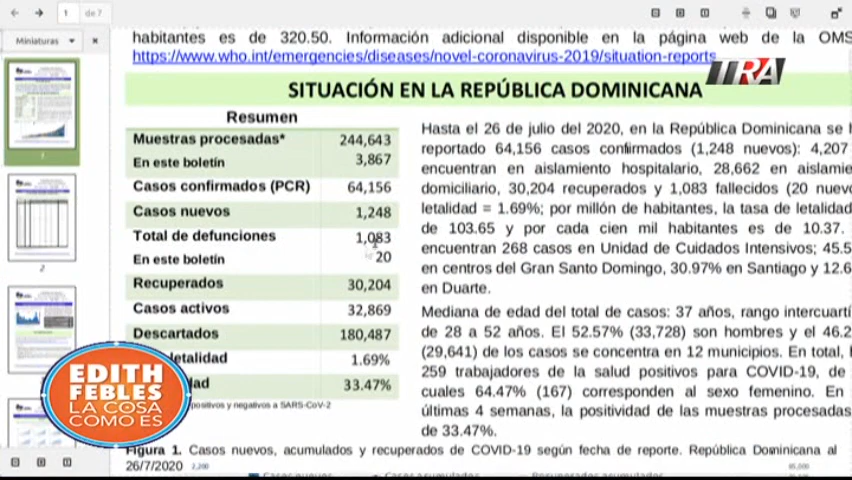 1 de 7
Miniaturas
1
2
habitantes es de 320.50. Información adicional disponible en la página web de la OMS
https://www.who.int/emergencies/diseases/novel-coronavirus-2019/situation-reports
TRA
SITUACIÓN EN LA REPÚBLICA DOMINICANA
Resumen
Muestras procesadas* 244,643
En este boletín 3,867
Casos confirmados (PCR) 64,156
Casos nuevos 1,248
Total de defunciones 1,083
En este boletín 20
Recuperados 30,204
Casos activos 32,869
Descartados 180,487
letalidad 1.69%
dad 33.47%
positivos y negativos a SARS-CoV-2
Hasta el 26 de julio del 2020, en la República Dominicana se h
reportado 64,156 casos confirmados (1,248 nuevos): 4,207
encuentran en aislamiento hospitalario, 28,662 en aislamie
domiciliario, 30,204 recuperados y 1,083 fallecidos (20 nuevo
letalidad = 1.69%; por millón de habitantes, la tasa de letalidad
de 103.65 y por cada cien mil habitantes es de 10.37.
encuentran 268 casos en Unidad de Cuidados Intensivos; 45.5
en centros del Gran Santo Domingo, 30.97% en Santiago y 12.6
en Duarte.
Mediana de edad del total de casos: 37 años, rango intercuartí
de 28 a 52 años. El 52.57% (33,728) son hombres y el 46.2
(29,641) de los casos se concentra en 12 municipios. En total,
259 trabajadores de la salud positivos para COVID-19, de
cuales 64.47% (167) corresponden al sexo femenino. En
últimas 4 semanas, la positividad de las muestras procesadas
de 33.47%.
EDITH
FEBLES
LA COSA
COMO ES
Figura 1. Casos nuevos, acumulados y recuperados de COVID-19 según fecha de reporte. República Dominicana al
26/7/2020
2,200